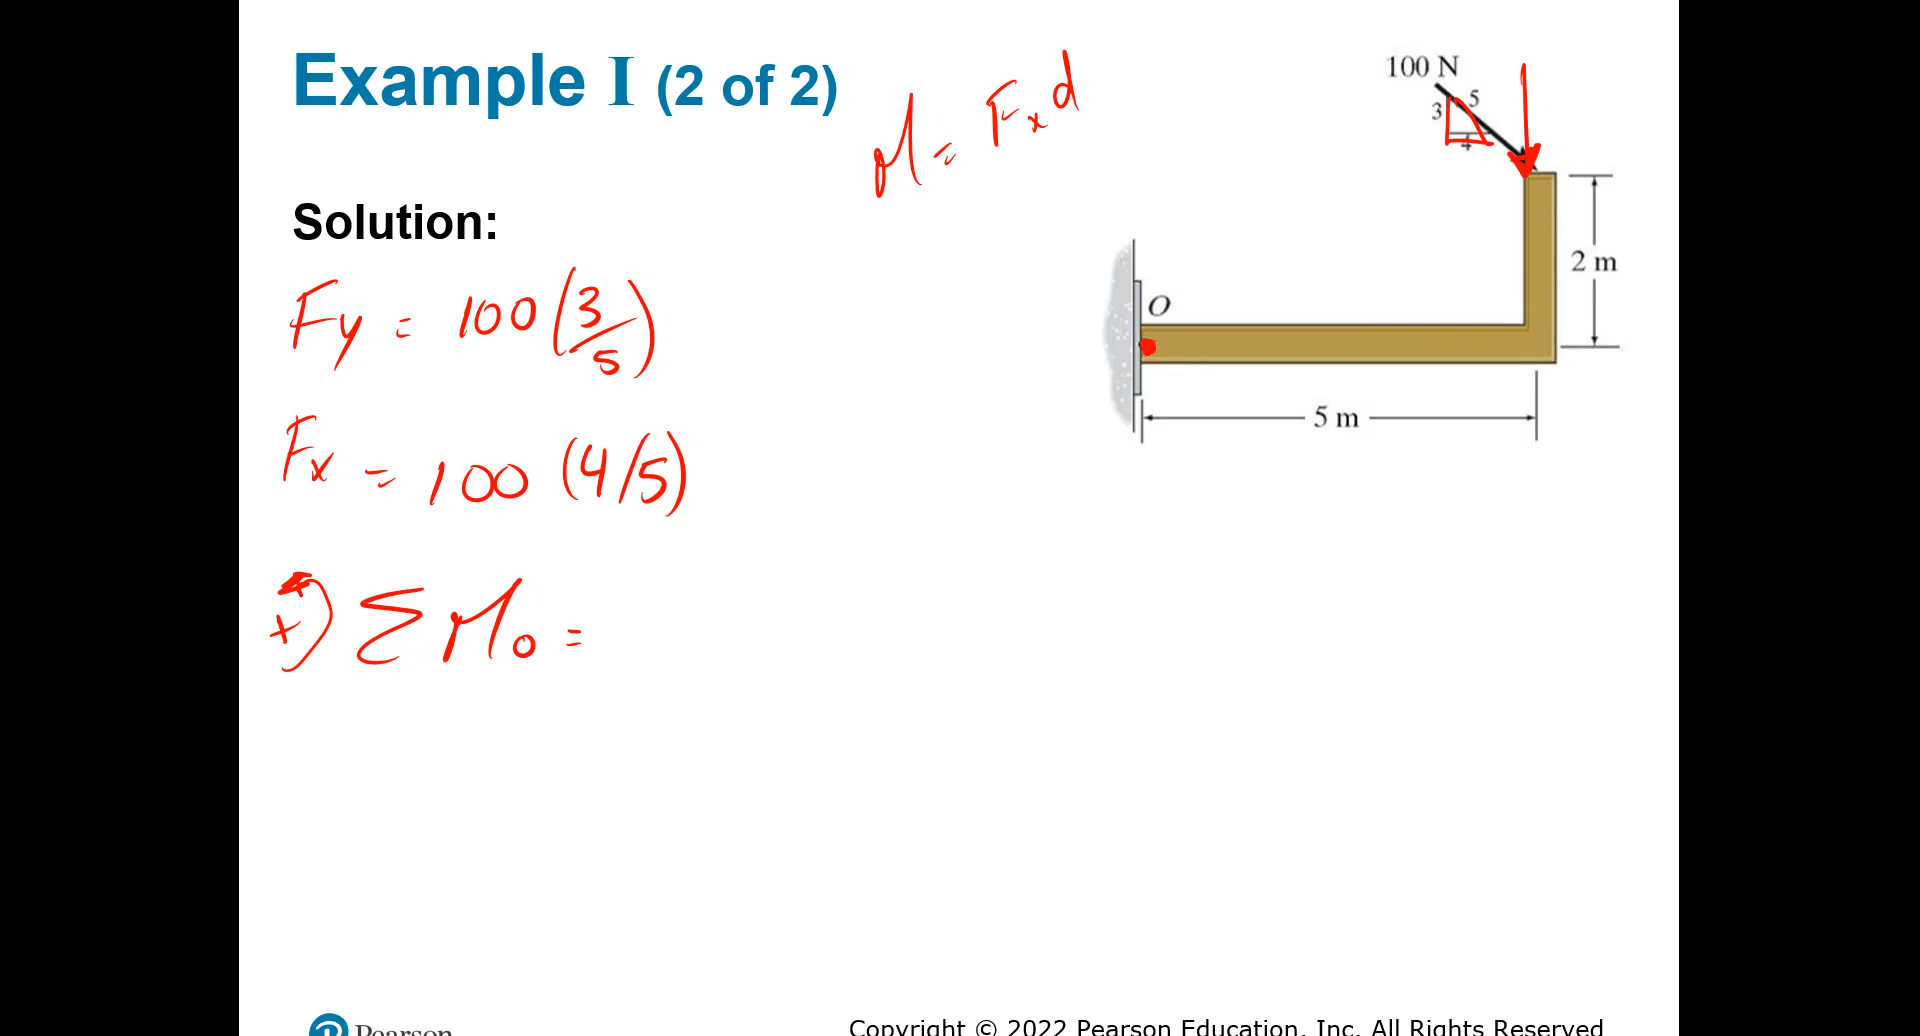 Example I (2 of 2)
M = Fx d
100 N
3
5
4
Solution:
2 m
O
Fy = 100 (3/5)
5 m
Fx = 100 (4/5)
+) ΣMo =
Pearson
Copyright © 2022 Pearson Education, Inc. All Rights Reserved